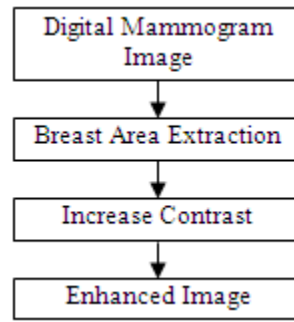 Digital Mammogram
Image
Breast Area Extraction
Increase Contrast
Enhanced Image